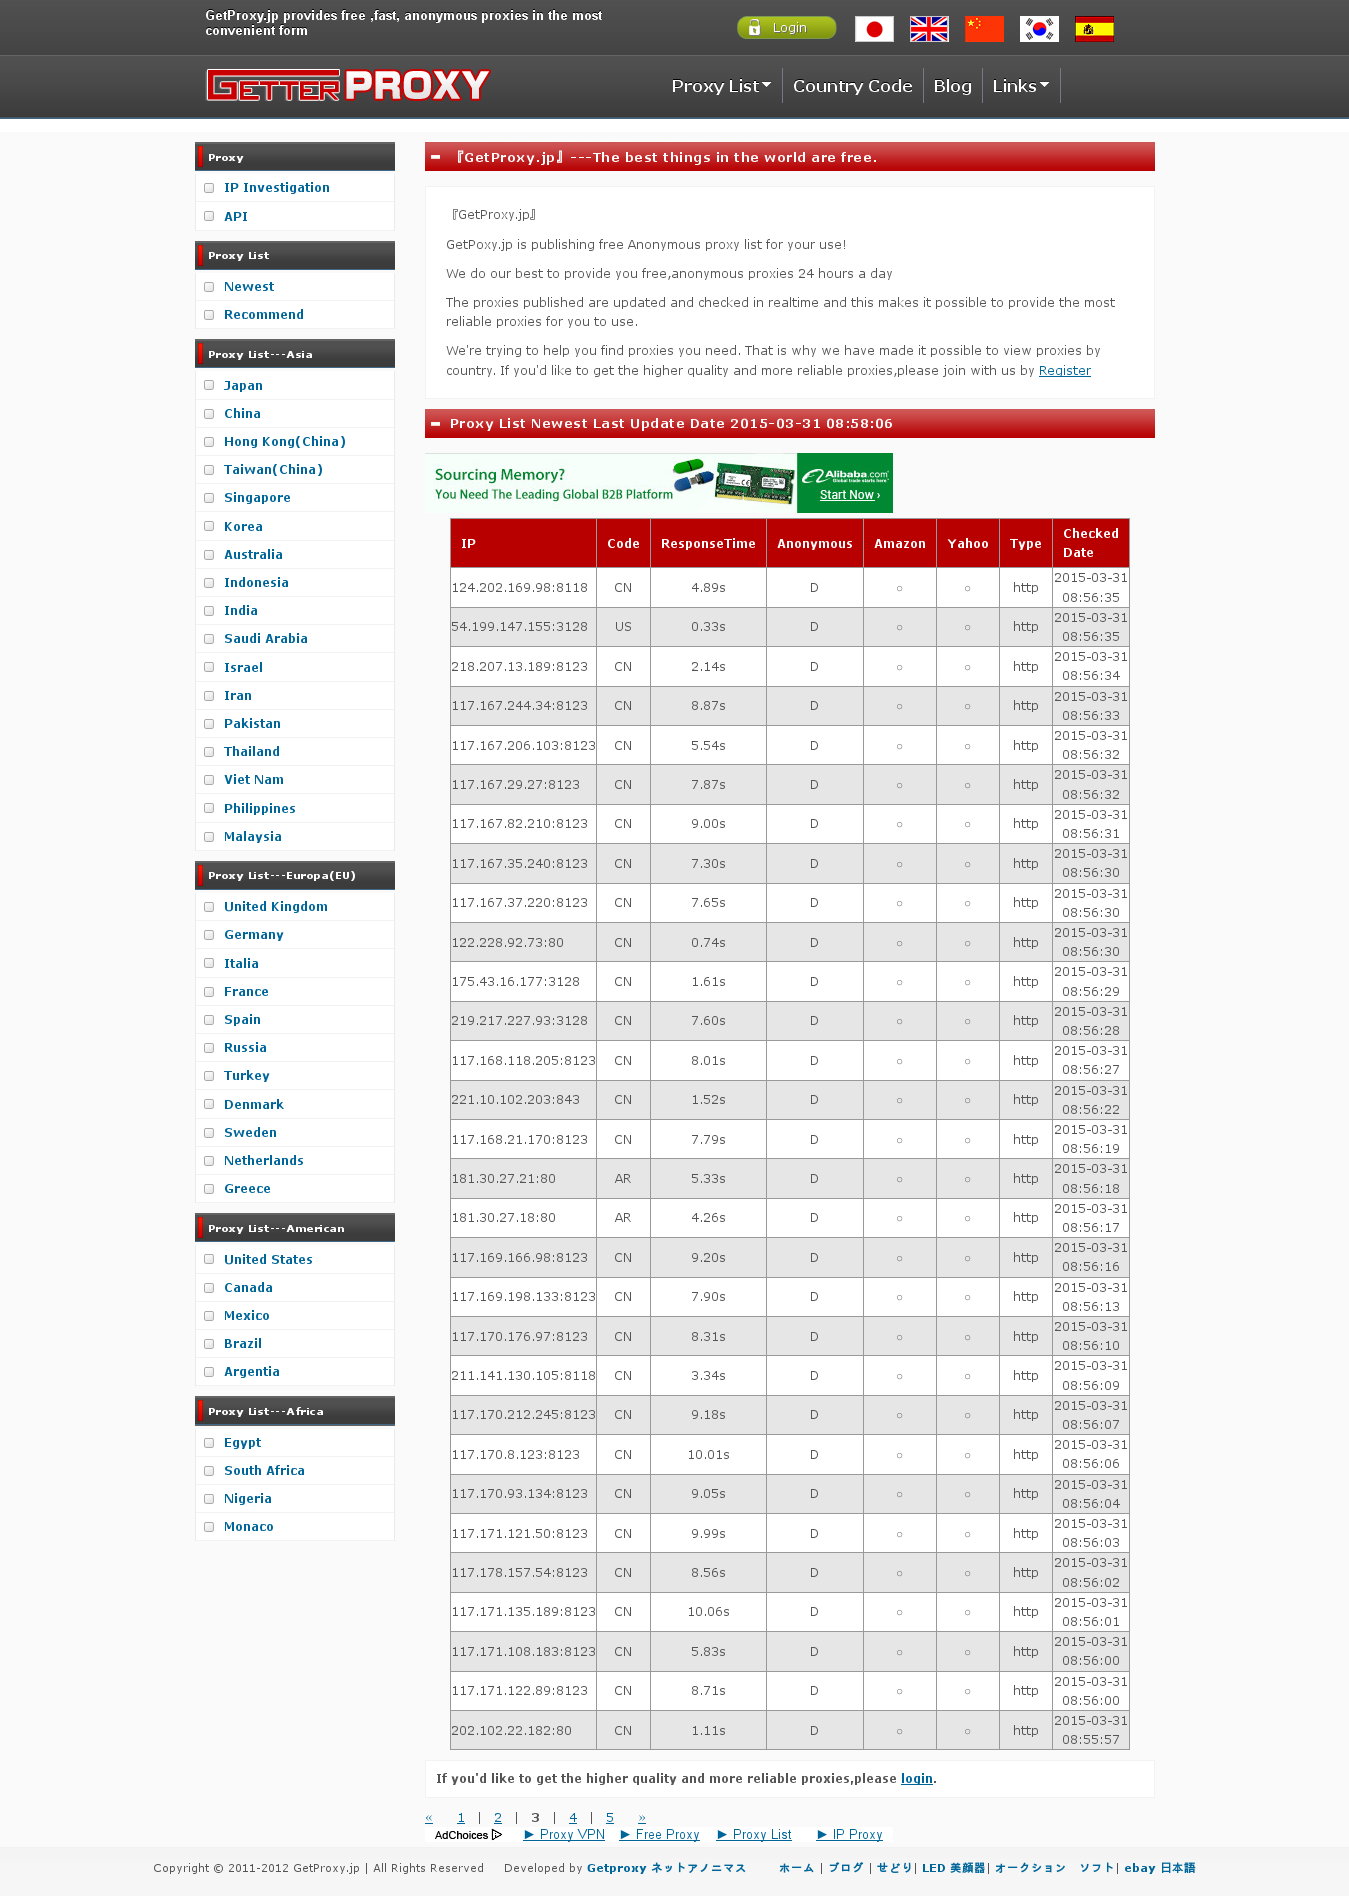 GetProxy.jp provides free ,fast, anonymous proxies in the most
convenient form
Login
GETTERPROXY
Proxy List
Country Code
Blog
Links
Proxy
IP Investigation
API
Proxy List
Newest
Recommend
Proxy List---Asia
Japan
China
Hong Kong(China)
Taiwan(China)
Singapore
Korea
Australia
Indonesia
India
Saudi Arabia
Israel
Iran
Pakistan
Thailand
Viet Nam
Philippines
Malaysia
Proxy List---Europa(EU)
United Kingdom
Germany
Italia
France
Spain
Russia
Turkey
Denmark
Sweden
Netherlands
Greece
Proxy List---American
United States
Canada
Mexico
Brazil
Argentia
Proxy List---Africa
Egypt
South Africa
Nigeria
Monaco
『GetProxy.jp』---The best things in the world are free.
『GetProxy.jp』
GetPoxy.jp is publishing free Anonymous proxy list for your use!
We do our best to provide you free,anonymous proxies 24 hours a day
The proxies published are updated and checked in realtime and this makes it possible to provide the most
reliable proxies for you to use.
We're trying to help you find proxies you need. That is why we have made it possible to view proxies by
country. If you'd like to get the higher quality and more reliable proxies,please join with us by Register
Proxy List Newest Last Update Date 2015-03-31 08:58:06
Sourcing Memory?
You Need The Leading Global B2B Platform
Alibaba.com
Global trade starts here
Start Now ›
IP Code ResponseTime Anonymous Amazon Yahoo Type Checked Date
124.202.169.98:8118 CN 4.89s D ○ ○ http 2015-03-31 08:56:35
54.199.147.155:3128 US 0.33s D ○ ○ http 2015-03-31 08:56:35
218.207.13.189:8123 CN 2.14s D ○ ○ http 2015-03-31 08:56:34
117.167.244.34:8123 CN 8.87s D ○ ○ http 2015-03-31 08:56:33
117.167.206.103:8123 CN 5.54s D ○ ○ http 2015-03-31 08:56:32
117.167.29.27:8123 CN 7.87s D ○ ○ http 2015-03-31 08:56:32
117.167.82.210:8123 CN 9.00s D ○ ○ http 2015-03-31 08:56:31
117.167.35.240:8123 CN 7.30s D ○ ○ http 2015-03-31 08:56:30
117.167.37.220:8123 CN 7.65s D ○ ○ http 2015-03-31 08:56:30
122.228.92.73:80 CN 0.74s D ○ ○ http 2015-03-31 08:56:30
175.43.16.177:3128 CN 1.61s D ○ ○ http 2015-03-31 08:56:29
219.217.227.93:3128 CN 7.60s D ○ ○ http 2015-03-31 08:56:28
117.168.118.205:8123 CN 8.01s D ○ ○ http 2015-03-31 08:56:27
221.10.102.203:843 CN 1.52s D ○ ○ http 2015-03-31 08:56:22
117.168.21.170:8123 CN 7.79s D ○ ○ http 2015-03-31 08:56:19
181.30.27.21:80 AR 5.33s D ○ ○ http 2015-03-31 08:56:18
181.30.27.18:80 AR 4.26s D ○ ○ http 2015-03-31 08:56:17
117.169.166.98:8123 CN 9.20s D ○ ○ http 2015-03-31 08:56:16
117.169.198.133:8123 CN 7.90s D ○ ○ http 2015-03-31 08:56:13
117.170.176.97:8123 CN 8.31s D ○ ○ http 2015-03-31 08:56:10
211.141.130.105:8118 CN 3.34s D ○ ○ http 2015-03-31 08:56:09
117.170.212.245:8123 CN 9.18s D ○ ○ http 2015-03-31 08:56:07
117.170.8.123:8123 CN 10.01s D ○ ○ http 2015-03-31 08:56:06
117.170.93.134:8123 CN 9.05s D ○ ○ http 2015-03-31 08:56:04
117.171.121.50:8123 CN 9.99s D ○ ○ http 2015-03-31 08:56:03
117.178.157.54:8123 CN 8.56s D ○ ○ http 2015-03-31 08:56:02
117.171.135.189:8123 CN 10.06s D ○ ○ http 2015-03-31 08:56:01
117.171.108.183:8123 CN 5.83s D ○ ○ http 2015-03-31 08:56:00
117.171.122.89:8123 CN 8.71s D ○ ○ http 2015-03-31 08:56:00
202.102.22.182:80 CN 1.11s D ○ ○ http 2015-03-31 08:55:57
If you'd like to get the higher quality and more reliable proxies,please login.
« 1 | 2 | 3 | 4 | 5 »
AdChoices ► Proxy VPN ► Free Proxy ► Proxy List ► IP Proxy
Copyright © 2011-2012 GetProxy.jp | All Rights Reserved Developed by Getproxy ネットアノニマス ホーム | ブログ | せどり| LED 美顔器| オークション ソフト| ebay 日本語